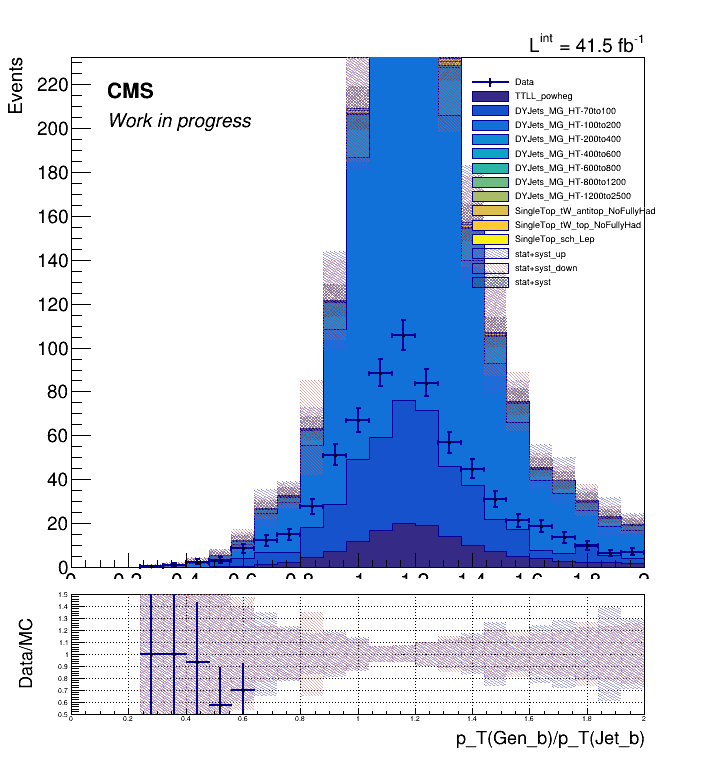 L^int = 41.5 fb^-1
Events
CMS
Work in progress
Data
TTLL_powheg
DYJets_MG_HT-70to100
DYJets_MG_HT-100to200
DYJets_MG_HT-200to400
DYJets_MG_HT-400to600
DYJets_MG_HT-600to800
DYJets_MG_HT-800to1200
DYJets_MG_HT-1200to2500
SingleTop_tW_antitop_NoFullyHad
SingleTop_tW_top_NoFullyHad
SingleTop_sch_Lep
stat+syst_up
stat+syst_down
stat+syst
220
200
180
160
140
120
100
80
60
40
20
0
0 0.2 0.4 0.6 0.8 1 1.2 1.4 1.6 1.8 2
Data/MC
1.5
1.4
1.3
1.2
1.1
1
0.9
0.8
0.7
0.6
0.5
0 0.2 0.4 0.6 0.8 1 1.2 1.4 1.6 1.8 2
p_T(Gen_b)/p_T(Jet_b)